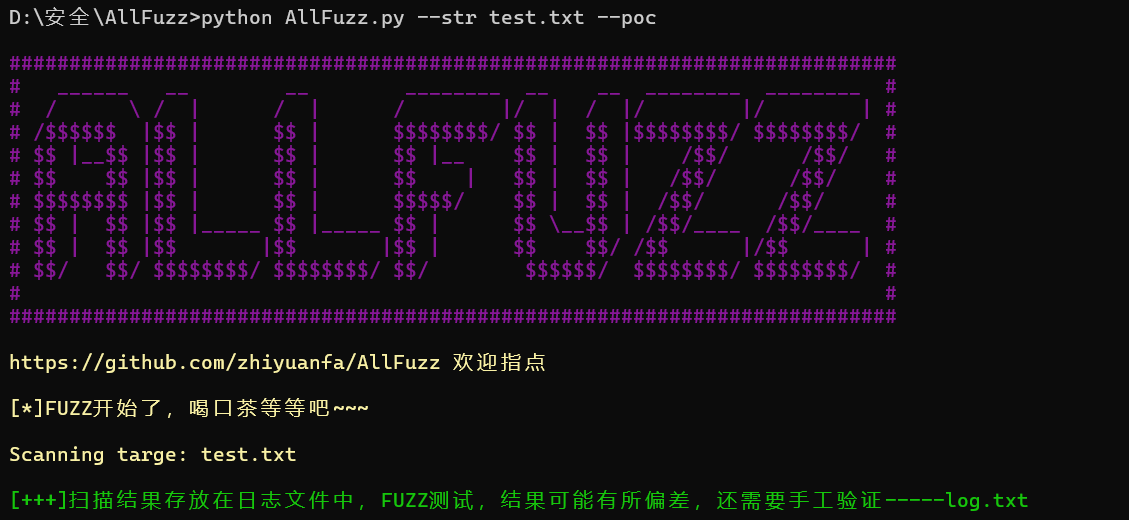 D:\安全\AllFuzz>python AllFuzz.py --str test.txt --poc
##########################################################################
#   ______   __        __        ________  __    __  ________  ________  #
#  /      \ /  |      /  |      /        |/  |  /  |/        |/        | #
# /$$$$$$  |$$ |      $$ |      $$$$$$$$/ $$ |  $$ |$$$$$$$$/ $$$$$$$$/  #
# $$ |__$$ |$$ |      $$ |      $$ |__    $$ |  $$ |    /$$/      /$$/   #
# $$    $$ |$$ |      $$ |      $$    |   $$ |  $$ |   /$$/      /$$/    #
# $$$$$$$$ |$$ |      $$ |      $$$$$/    $$ |  $$ |  /$$/      /$$/     #
# $$ |  $$ |$$ |_____ $$ |_____ $$ |      $$ \__$$ | /$$/____  /$$/____  #
# $$ |  $$ |$$       |$$       |$$ |      $$    $$/ /$$      |/$$      | #
# $$/   $$/ $$$$$$$$/ $$$$$$$$/ $$/        $$$$$$/  $$$$$$$$/ $$$$$$$$/  #
#                                                                        #
##########################################################################
https://github.com/zhiyuanfa/AllFuzz 欢迎指点
[*]FUZZ开始了，喝口茶等等吧~~~
Scanning targe: test.txt
[+++]扫描结果存放在日志文件中，FUZZ测试，结果可能有所偏差，还需要手工验证-----log.txt